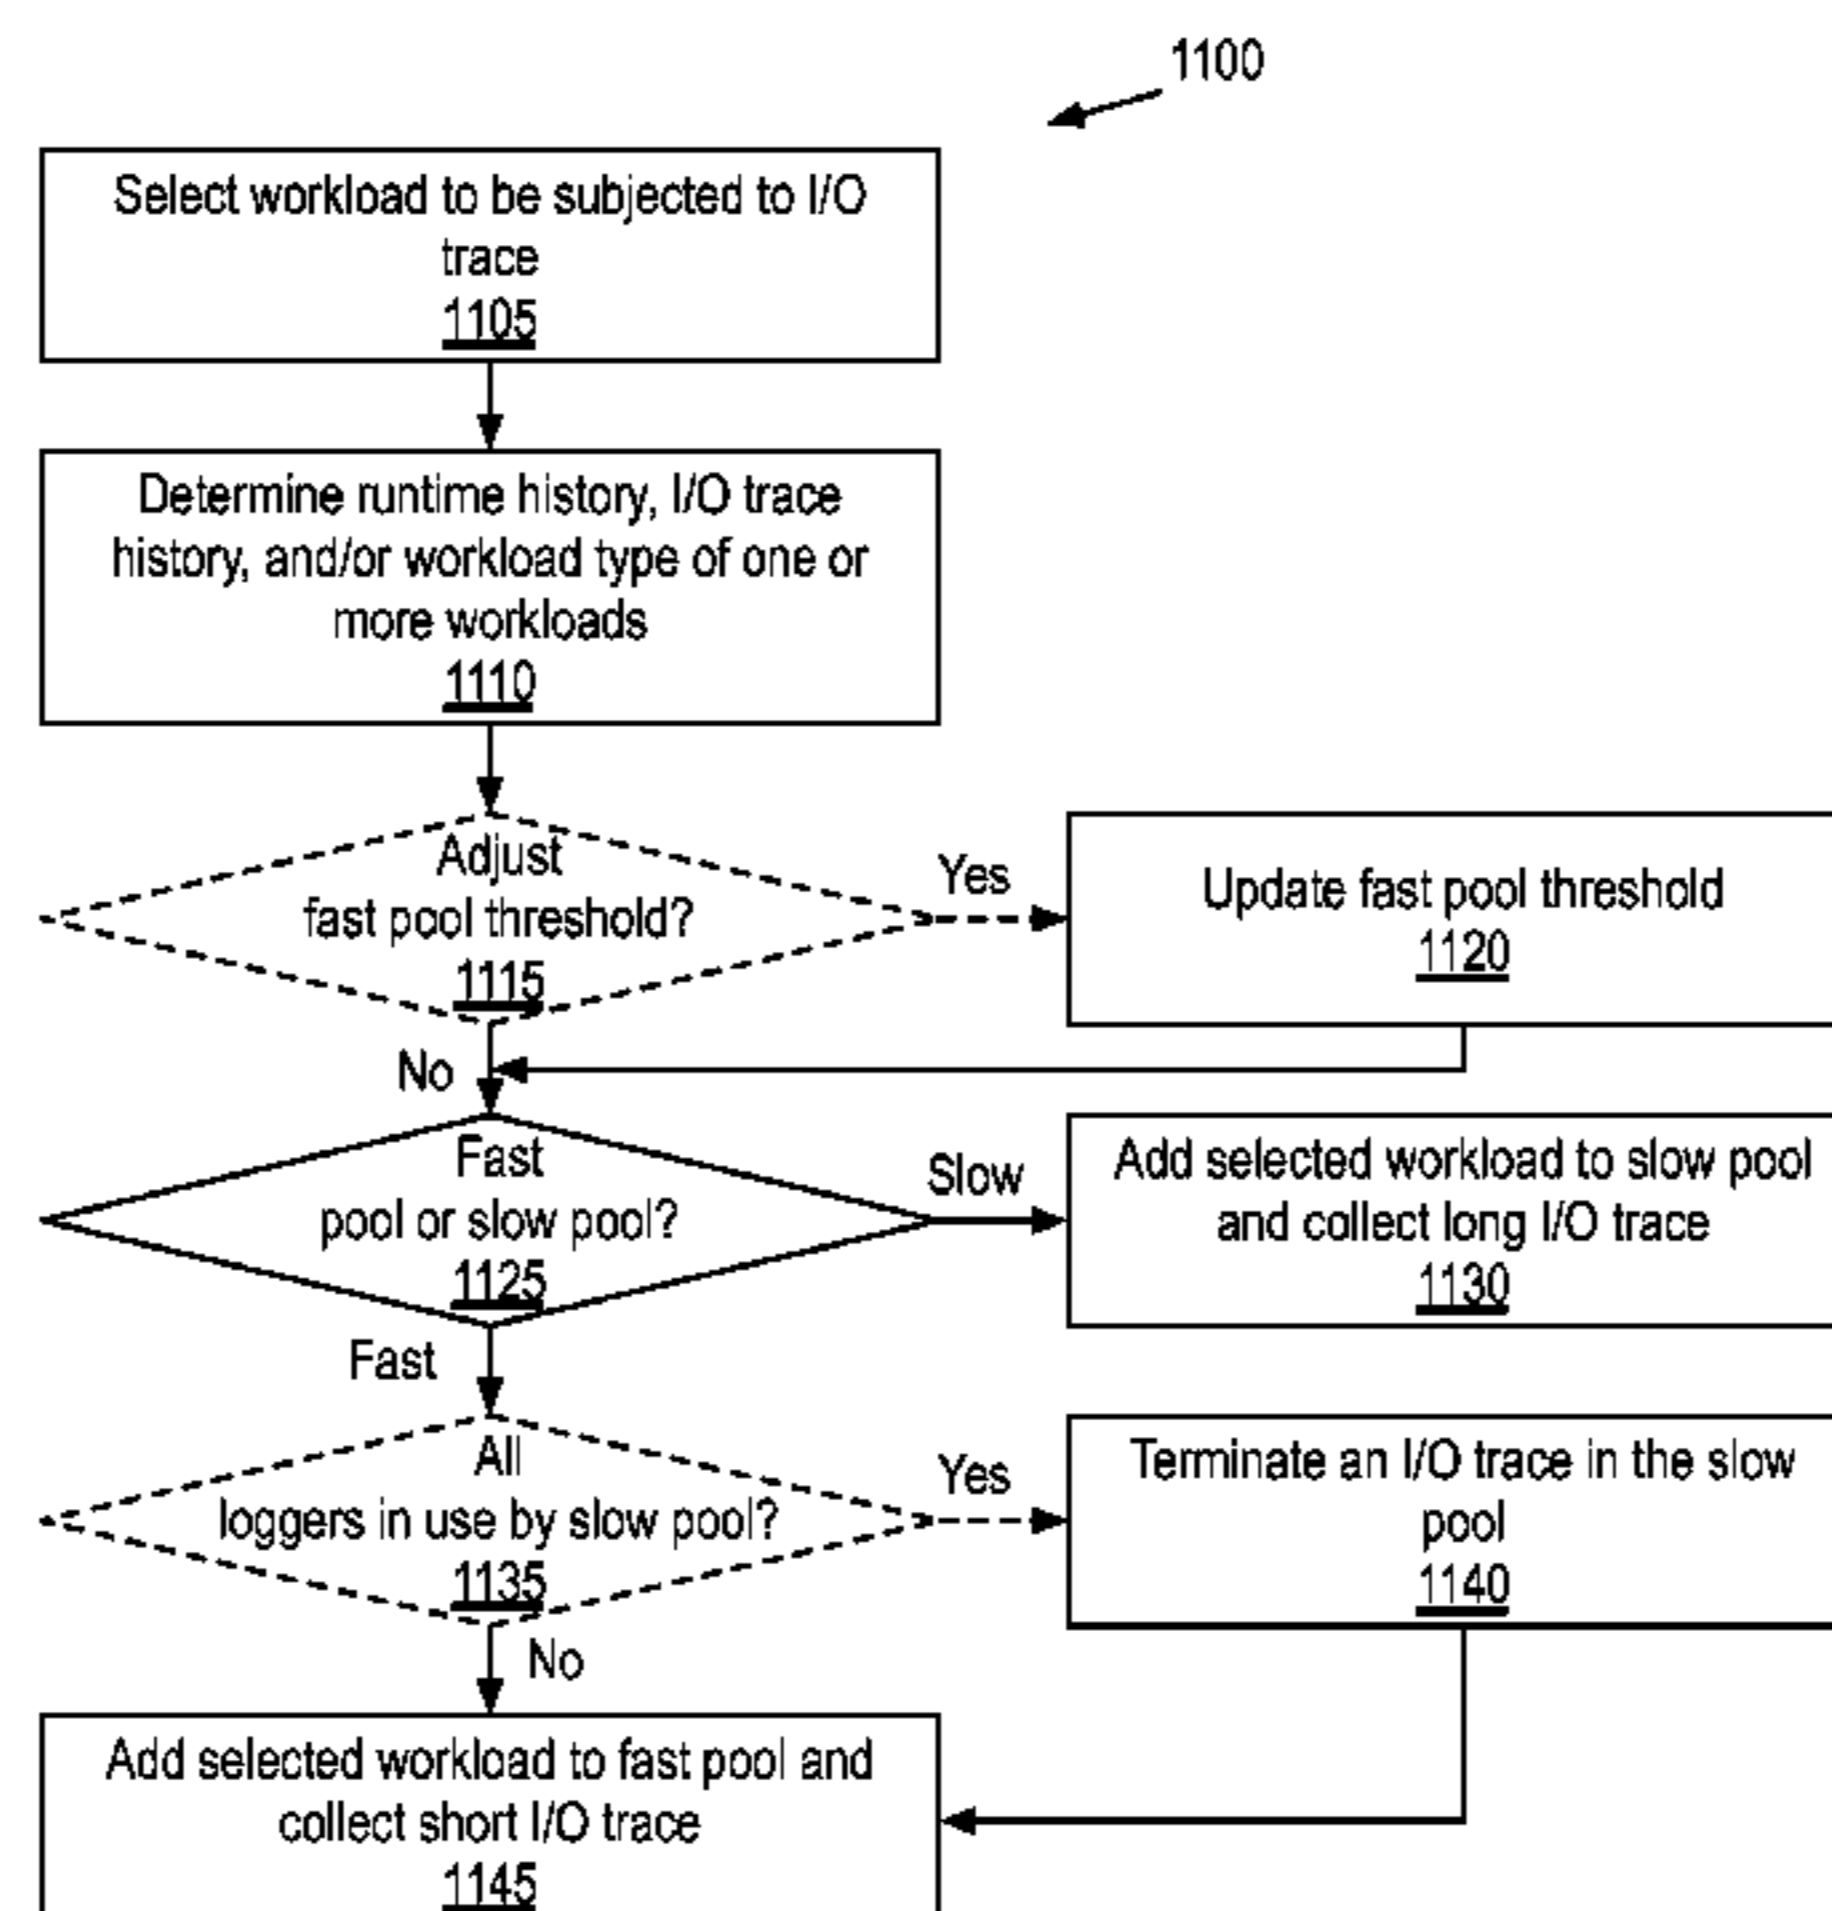 1100
Select workload to be subjected to I/O
trace
1105
Determine runtime history, I/O trace
history, and/or workload type of one or
more workloads
1110
Adjust
fast pool threshold?
1115
Yes
Update fast pool threshold
1120
No
Fast
pool or slow pool?
1125
Slow
Add selected workload to slow pool
and collect long I/O trace
1130
Fast
All
loggers in use by slow pool?
1135
Yes
Terminate an I/O trace in the slow
pool
1140
No
Add selected workload to fast pool and
collect short I/O trace
1145